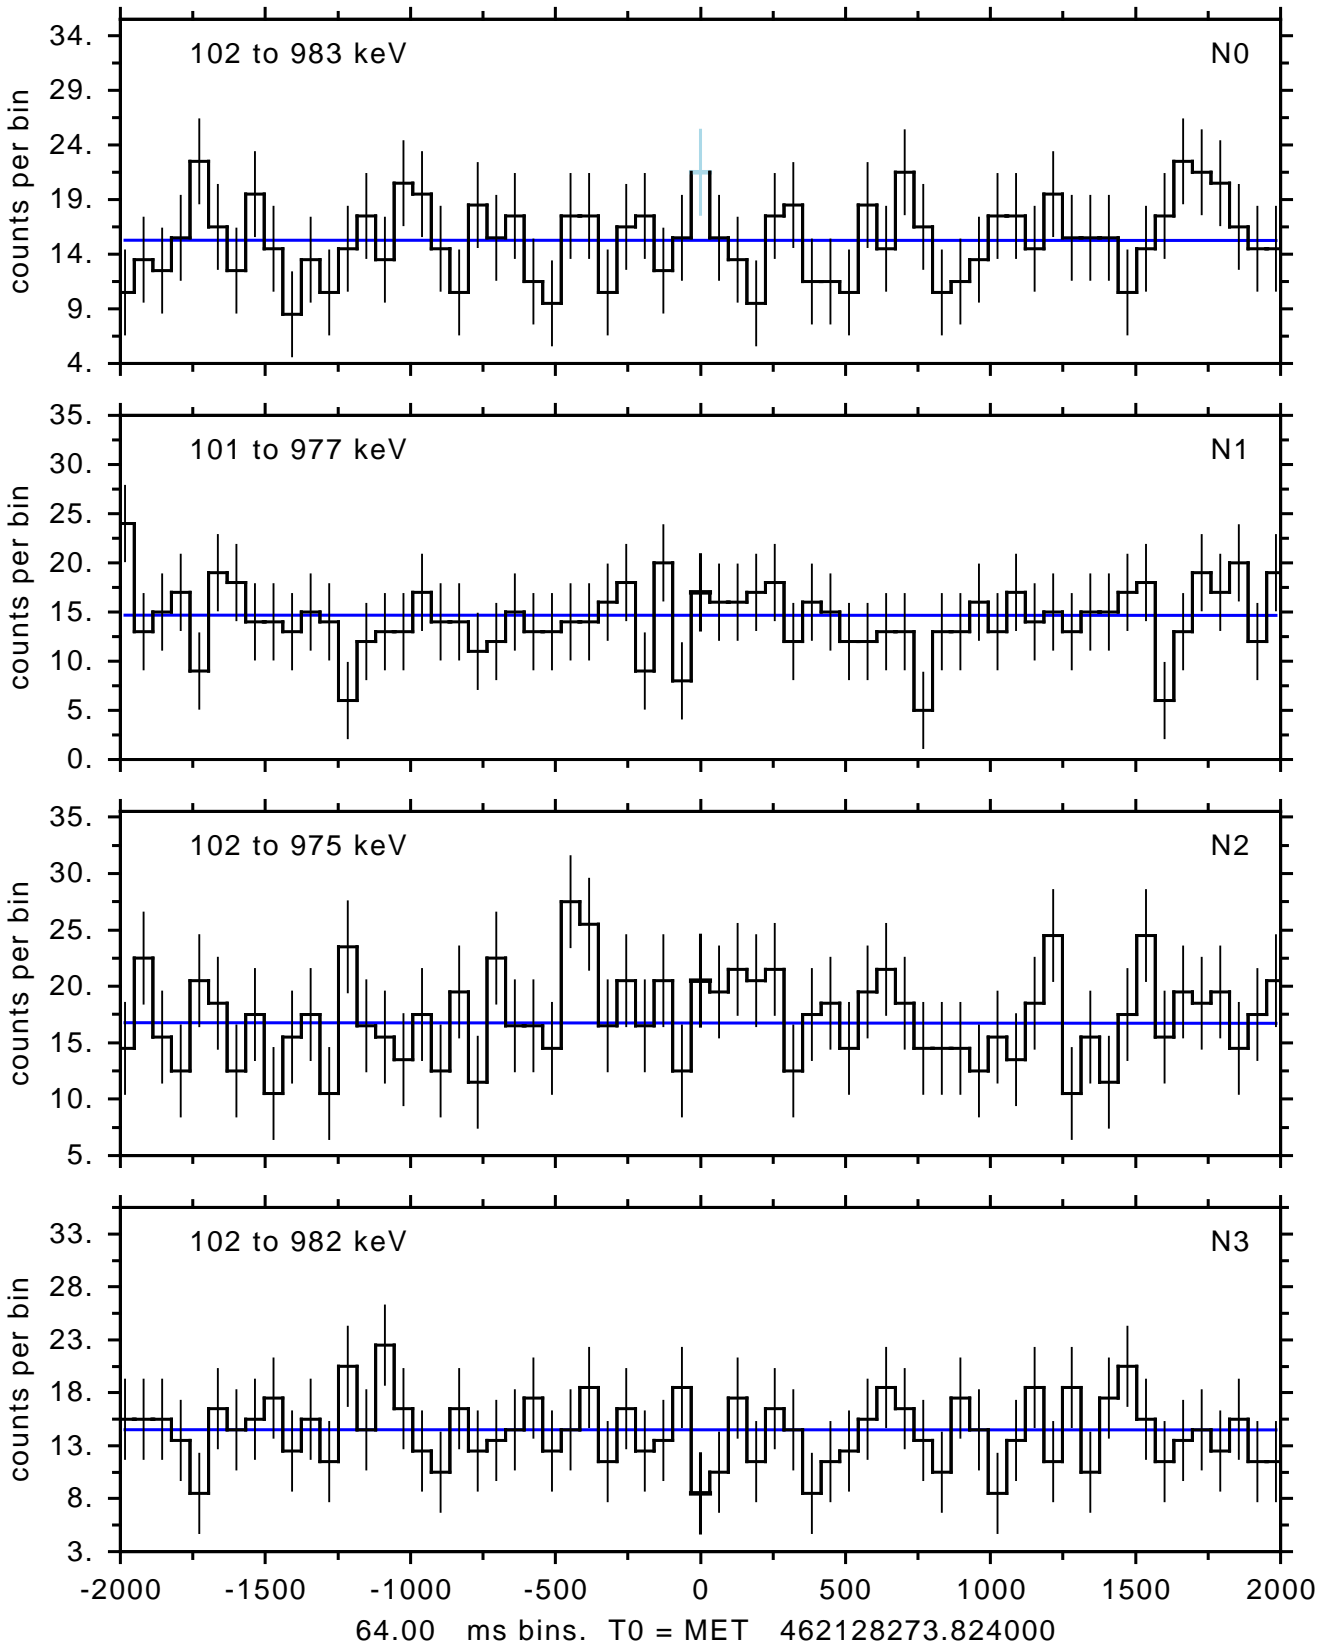 34.
29.
24.
19.
14.
9.
4.
counts per bin
102 to 983 keV
N0
35.
30.
25.
20.
15.
10.
5.
0.
counts per bin
101 to 977 keV
N1
35.
30.
25.
20.
15.
10.
5.
counts per bin
102 to 975 keV
N2
33.
28.
23.
18.
13.
8.
3.
counts per bin
102 to 982 keV
N3
-2000 -1500 -1000 -500 0 500 1000 1500 2000
64.00 ms bins. T0 = MET 462128273.824000